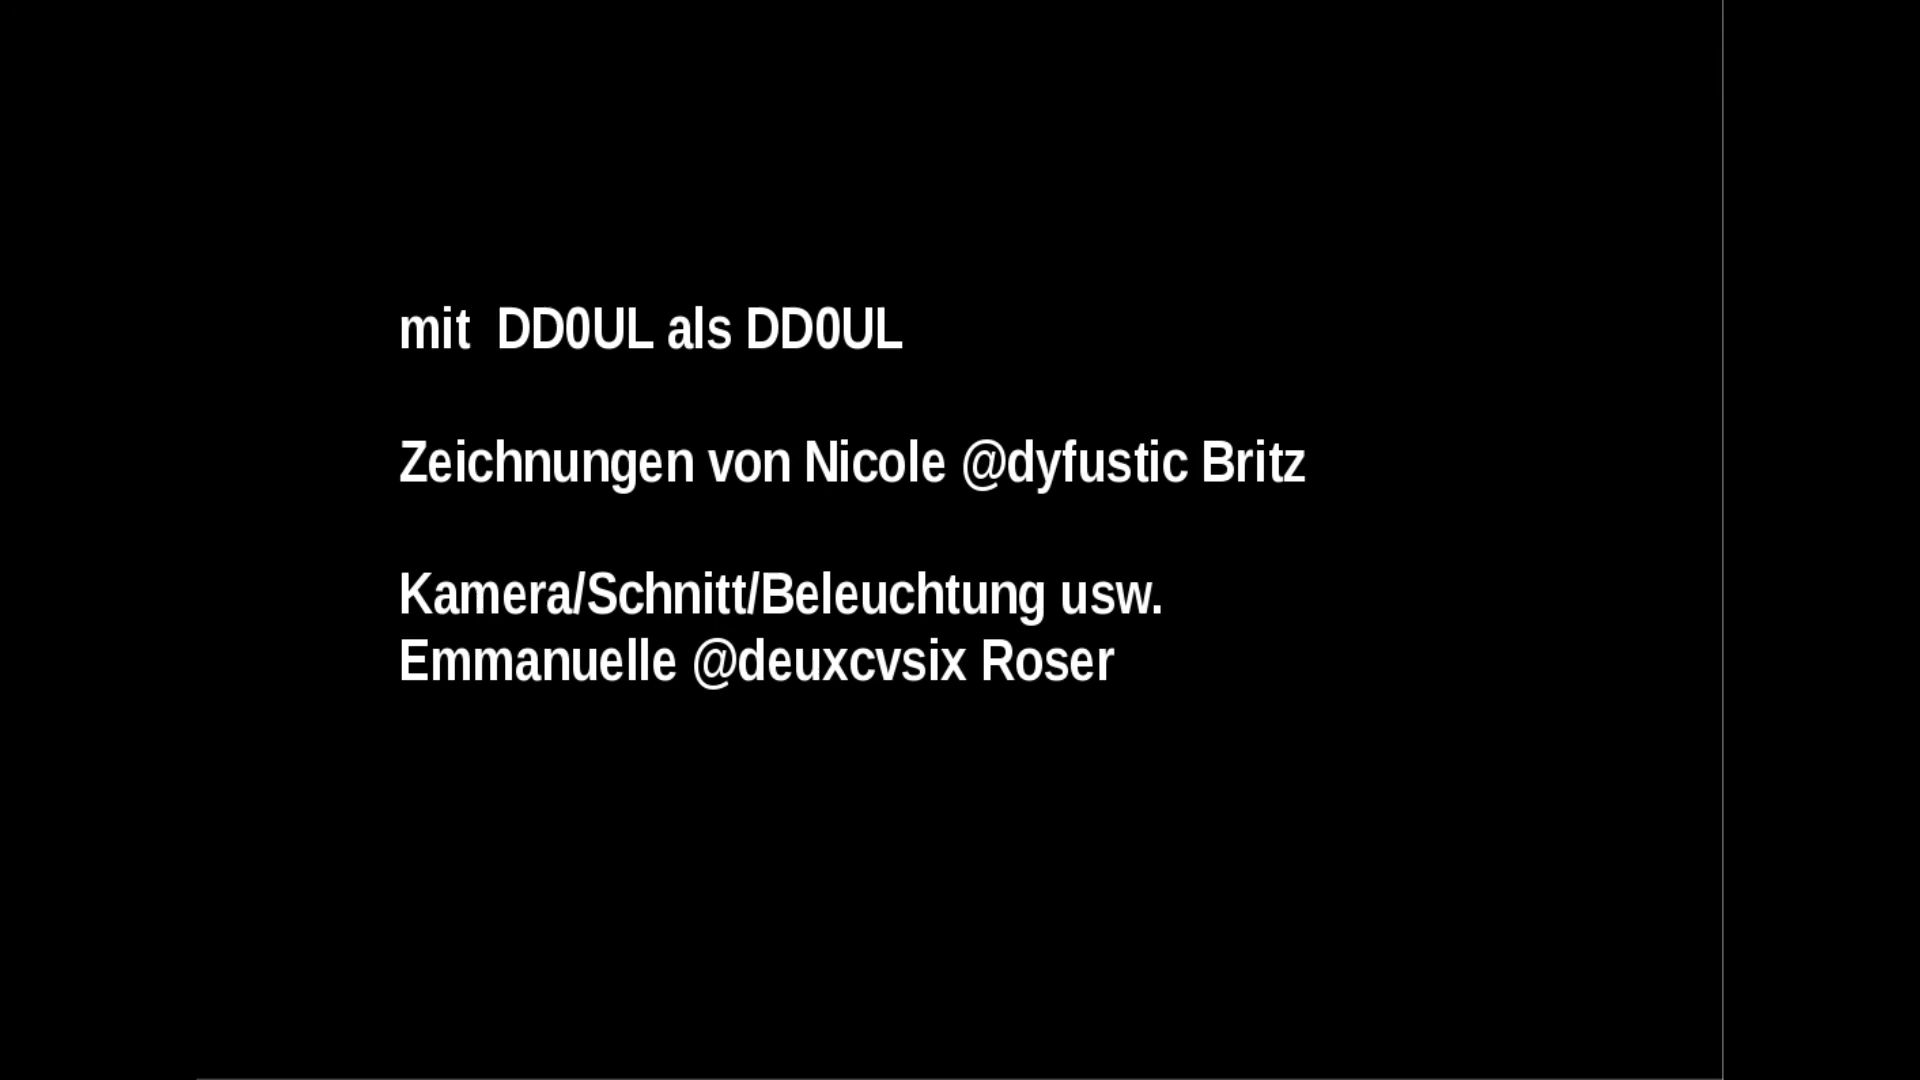 mit  DD0UL als DD0UL
Zeichnungen von Nicole @dyfustic Britz
Kamera/Schnitt/Beleuchtung usw.
Emmanuelle @deuxcvsix Roser